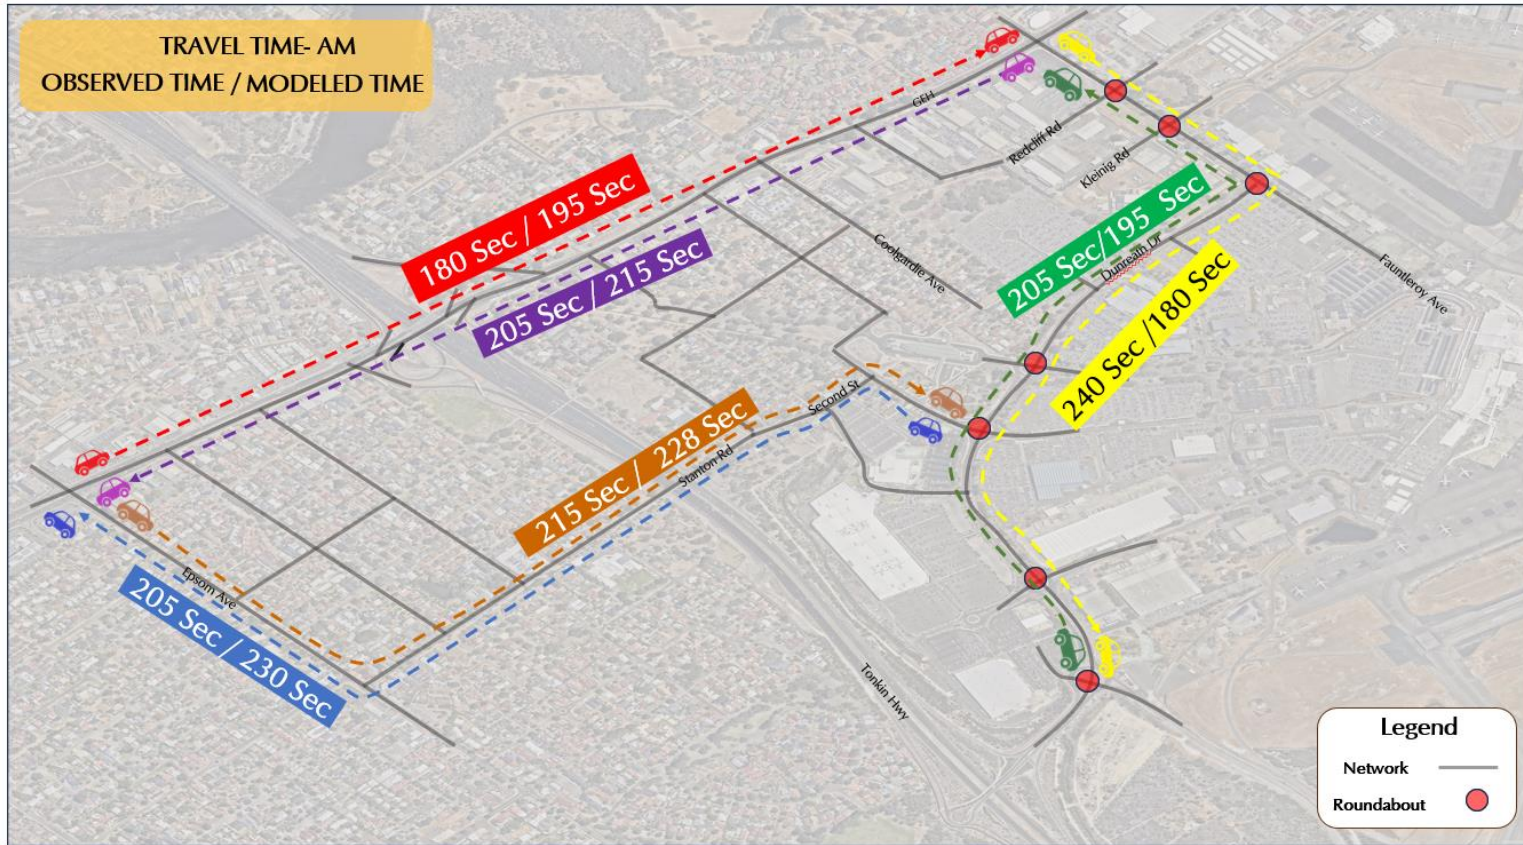 TRAVEL TIME- AM
OBSERVED TIME / MODELED TIME
GEH
Redcliff Rd
Kleinig Rd
180 Sec / 195 Sec
205 Sec / 215 Sec
205 Sec/195 Sec
Coolgardie Ave
Dunreain Dr
Fauntleroy Ave
240 Sec /180 Sec
Second St
215 Sec / 228 Sec
Stanton Rd
Epsom Ave
205 Sec / 230 Sec
Tonkin Hwy
Legend
Network
Roundabout